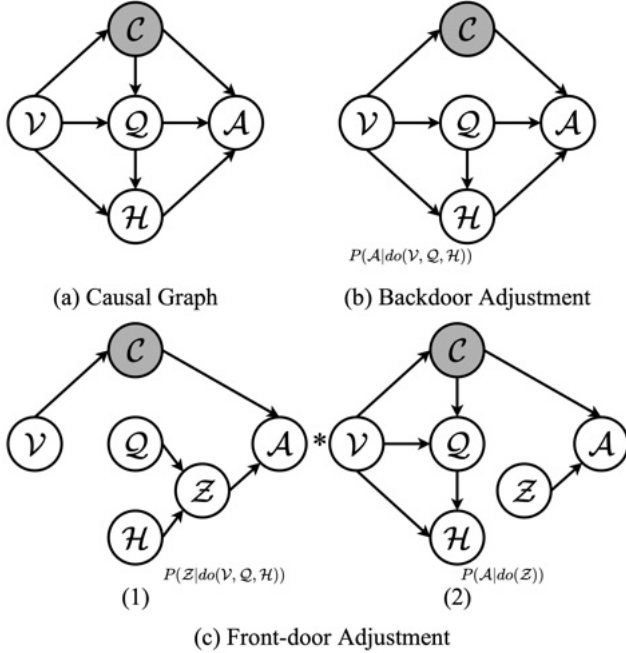 C C
V Q A V Q A
H H
P(A|do(V, Q, H))
(a) Causal Graph (b) Backdoor Adjustment
C C
V Q A * V Q A
Z Z
H H
P(Z|do(V, Q, H)) P(A|do(Z))
(1) (2)
(c) Front-door Adjustment